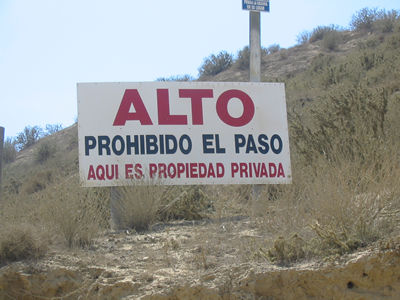 ALTO
PROHIBIDO EL PASO
AQUI ES PROPIEDAD PRIVADA